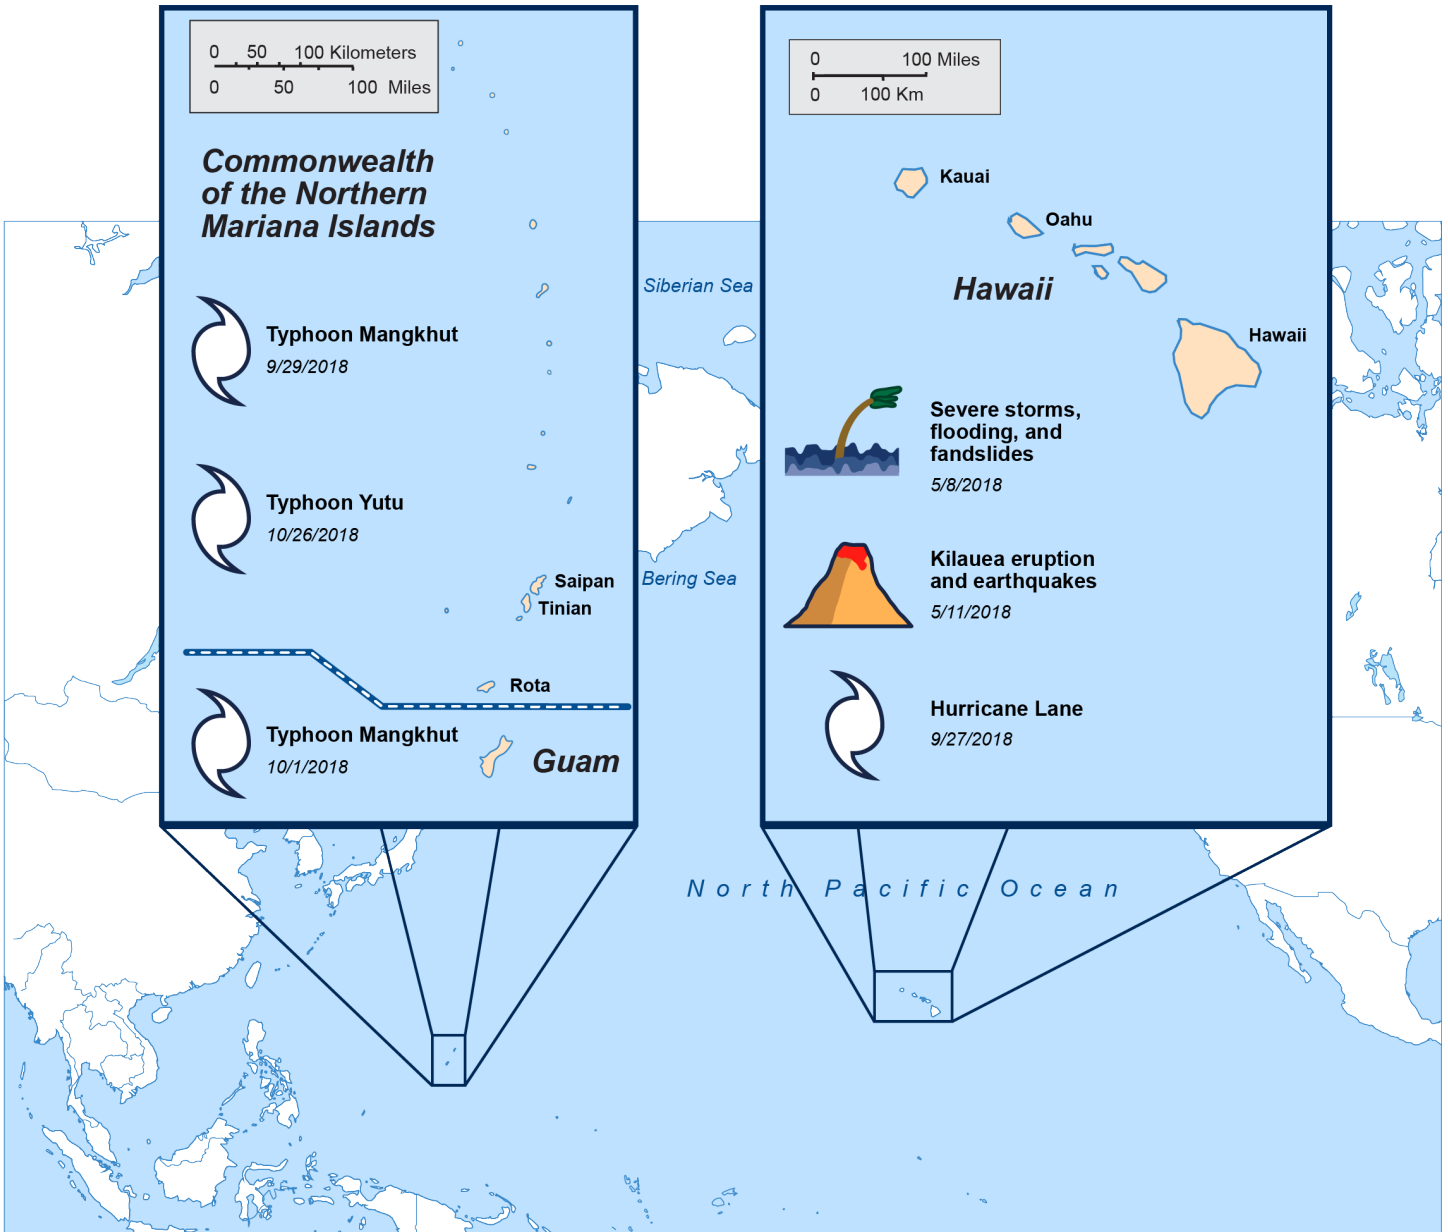 0 50 100 Kilometers
0 50 100 Miles
Commonwealth
of the Northern
Mariana Islands
Typhoon Mangkhut
9/29/2018
Typhoon Yutu
10/26/2018
Saipan
Tinian
Rota
Typhoon Mangkhut
10/1/2018
Guam
Siberian Sea
Bering Sea
0 100 Miles
0 100 Km
Kauai
Oahu
Hawaii
Hawaii
Severe storms,
flooding, and
fandslides
5/8/2018
Kilauea eruption
and earthquakes
5/11/2018
Hurricane Lane
9/27/2018
North Pacific Ocean